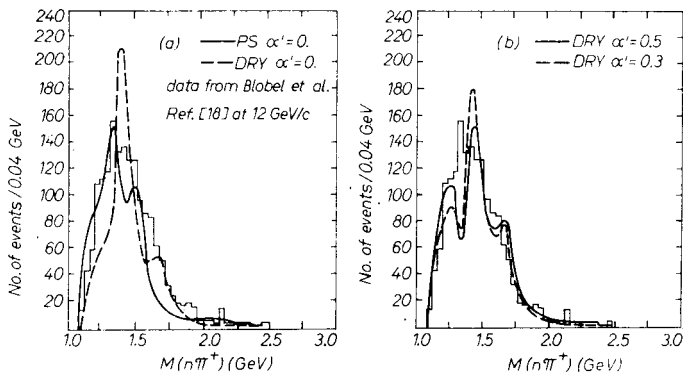 240
220
200
180
160
140
120
100
80
60
40
20
No. of events/0.04 GeV
(a)
PS α'=0.
DRY α'=0.
data from Blobel et al.
Ref. [18] at 12 GeV/c
1.0 1.5 2.0 2.5 3.0
M(nπ⁺)(GeV)
240
220
200
180
160
140
120
100
80
60
40
20
No. of events/0.04 GeV
(b)
DRY α'=0.5
DRY α'=0.3
1.0 1.5 2.0 2.5 3.0
M(nπ⁺)(GeV)